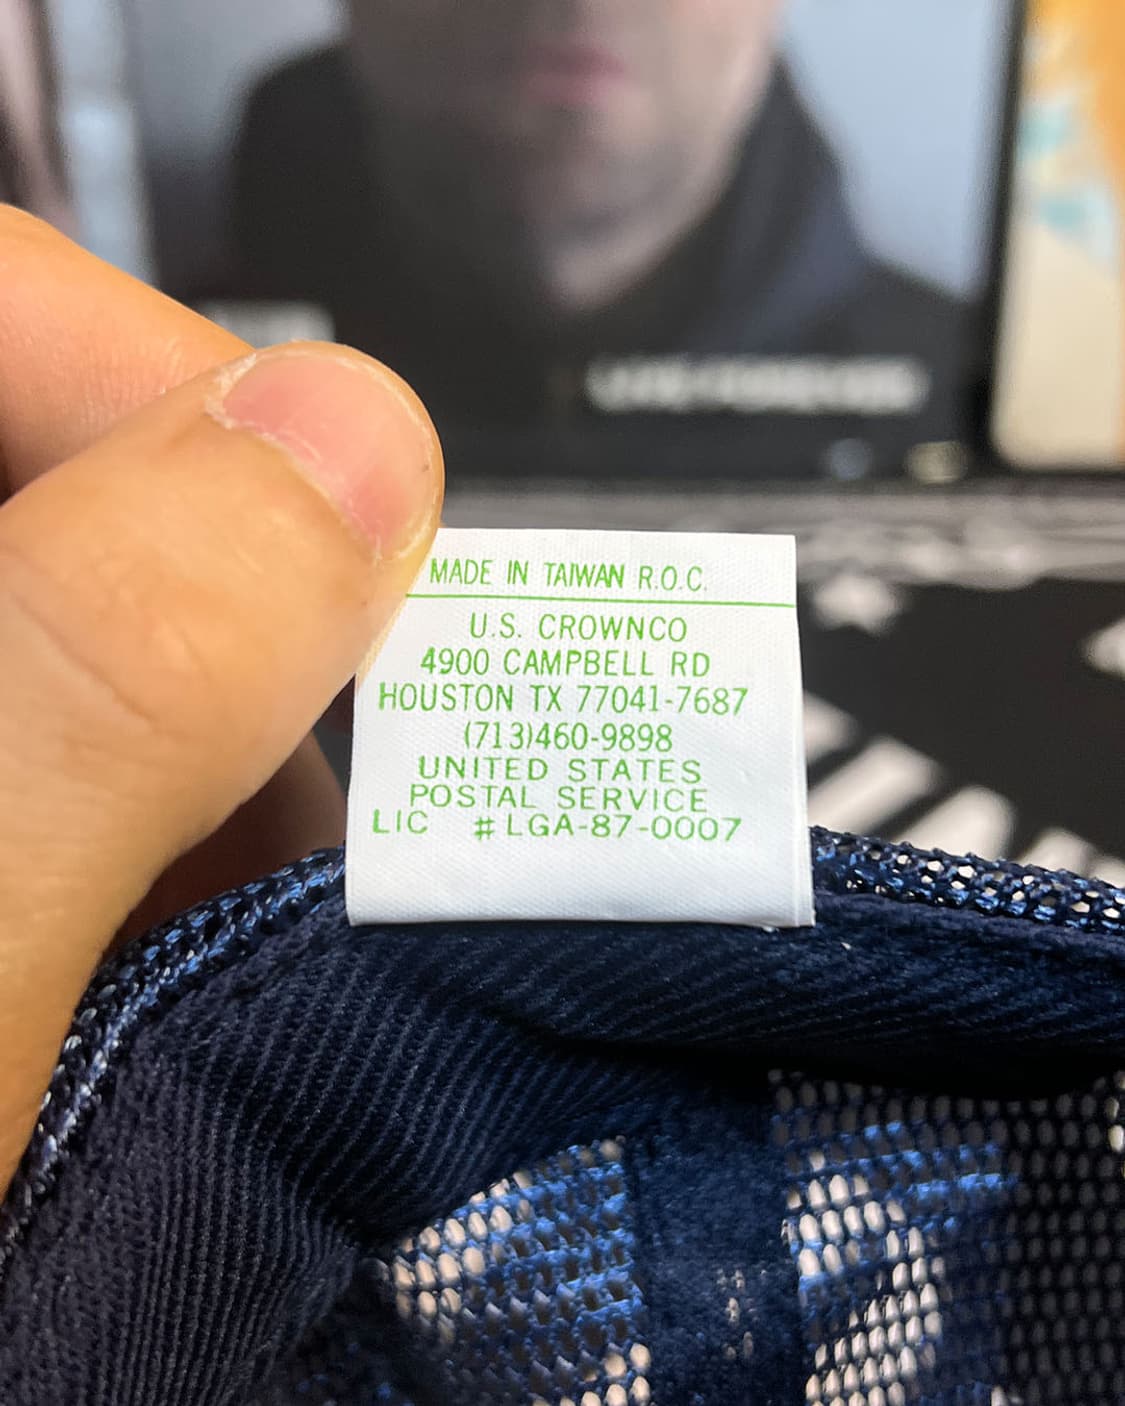 MADE IN TAIWAN R.O.C.
U.S. CROWNCO
4900 CAMPBELL RD
HOUSTON TX 77041-7687
(713)460-9898
UNITED STATES
POSTAL SERVICE
LIC # LGA-87-0007